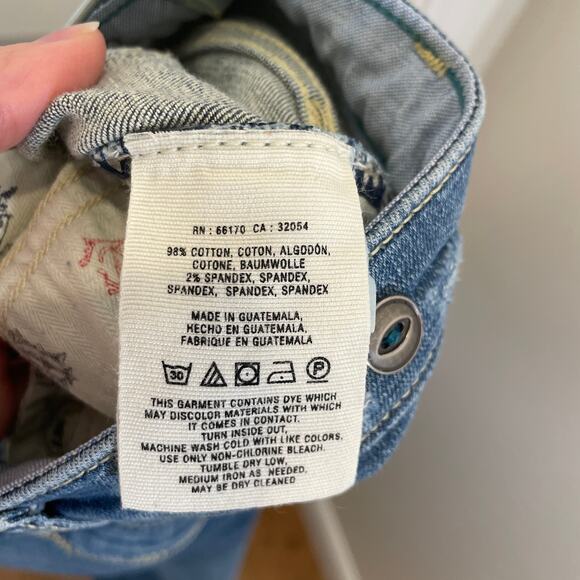 RN : 66170 CA : 32054
98% COTTON, COTON, ALGODÓN,
COTONE, BAUMWOLLE
2% SPANDEX, SPANDEX,
SPANDEX, SPANDEX, SPANDEX
MADE IN GUATEMALA,
HECHO EN GUATEMALA,
FABRIQUE EN GUATEMALA
30 P
THIS GARMENT CONTAINS DYE WHICH
MAY DISCOLOR MATERIALS WITH WHICH
IT COMES IN CONTACT.
TURN INSIDE OUT,
MACHINE WASH COLD WITH LIKE COLORS.
USE ONLY NON-CHLORINE BLEACH.
TUMBLE DRY LOW,
MEDIUM IRON AS NEEDED.
MAY BE DRY CLEANED